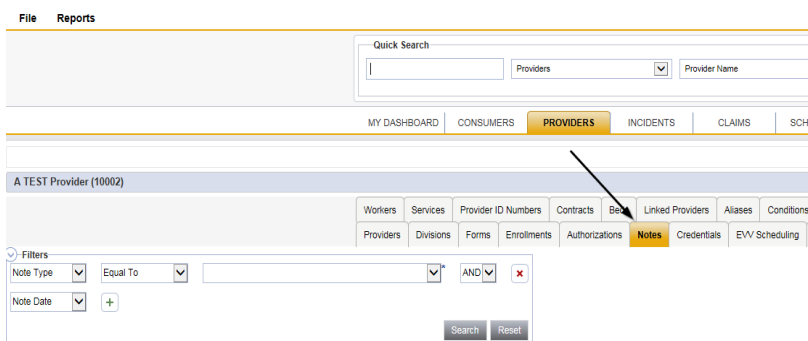 File Reports
Quick Search
Providers Provider Name
MY DASHBOARD CONSUMERS PROVIDERS INCIDENTS CLAIMS SCH
A TEST Provider (10002)
Workers Services Provider ID Numbers Contracts Linked Providers Aliases Conditions
Providers Divisions Forms Enrollments Authorizations Notes Credentials EVV Scheduling
Filters
Note Type Equal To * AND
Note Date +
Search Reset